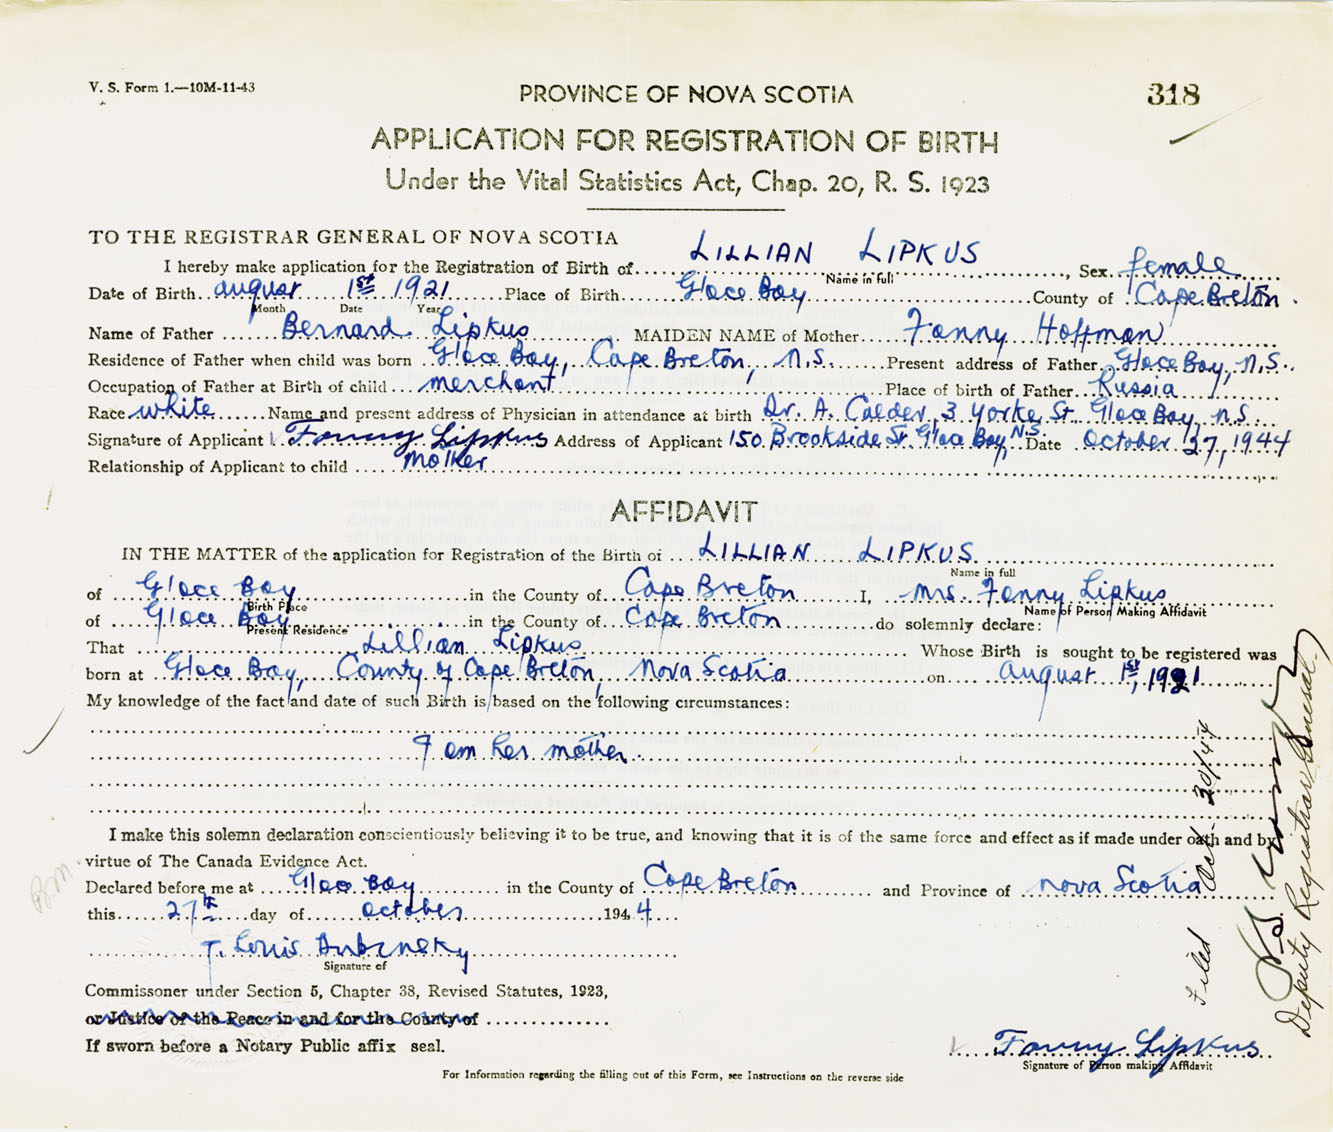 V. S. Form 1.—10M-11-43
PROVINCE OF NOVA SCOTIA
318
APPLICATION FOR REGISTRATION OF BIRTH
Under the Vital Statistics Act, Chap. 20, R. S. 1923
TO THE REGISTRAR GENERAL OF NOVA SCOTIA
I hereby make application for the Registration of Birth of LILLIAN LIPKUS, Sex female
Name in full
Date of Birth august 1st 1921 Place of Birth Glace Bay County of Cape Breton.
Month Date Year
Name of Father Bernard Lipkus MAIDEN NAME of Mother Fanny Hoffman
Residence of Father when child was born Glace Bay, Cape Breton, N.S. Present address of Father Glace Bay, N.S.
Occupation of Father at Birth of child merchant Place of birth of Father Russia
Race white Name and present address of Physician in attendance at birth Dr. A. Calder, 3 Yorke St. Glace Bay, N.S.
Signature of Applicant Fanny Lipkus Address of Applicant 150 Brookside St. Glace Bay, N.S. Date October 27, 1944
Relationship of Applicant to child mother
AFFIDAVIT
IN THE MATTER of the application for Registration of the Birth of LILLIAN LIPKUS
Name in full
of Glace Bay in the County of Cape Breton I, Mrs Fanny Lipkus
Birth Place Name of Person Making Affidavit
of Glace Bay in the County of Cape Breton do solemnly declare:
Present Residence
That Lillian Lipkus Whose Birth is sought to be registered was
born at Glace Bay, County of Cape Breton, Nova Scotia on august 1st, 1921
My knowledge of the fact and date of such Birth is based on the following circumstances:
I am her mother.
I make this solemn declaration conscientiously believing it to be true, and knowing that it is of the same force and effect as if made under oath and by
virtue of The Canada Evidence Act.
Declared before me at Glace Bay in the County of Cape Breton and Province of Nova Scotia
this 27th day of October 1944
T. Louis Dubinsky
Signature of
Commissoner under Section 5, Chapter 38, Revised Statutes, 1923,
or Justice of the Peace in and for the County of
If sworn before a Notary Public affix seal.
Fanny Lipkus
Signature of Person making Affidavit
For Information regarding the filling out of this Form, see Instructions on the reverse side
Filed Oct. 30/44
Deputy Registrar General